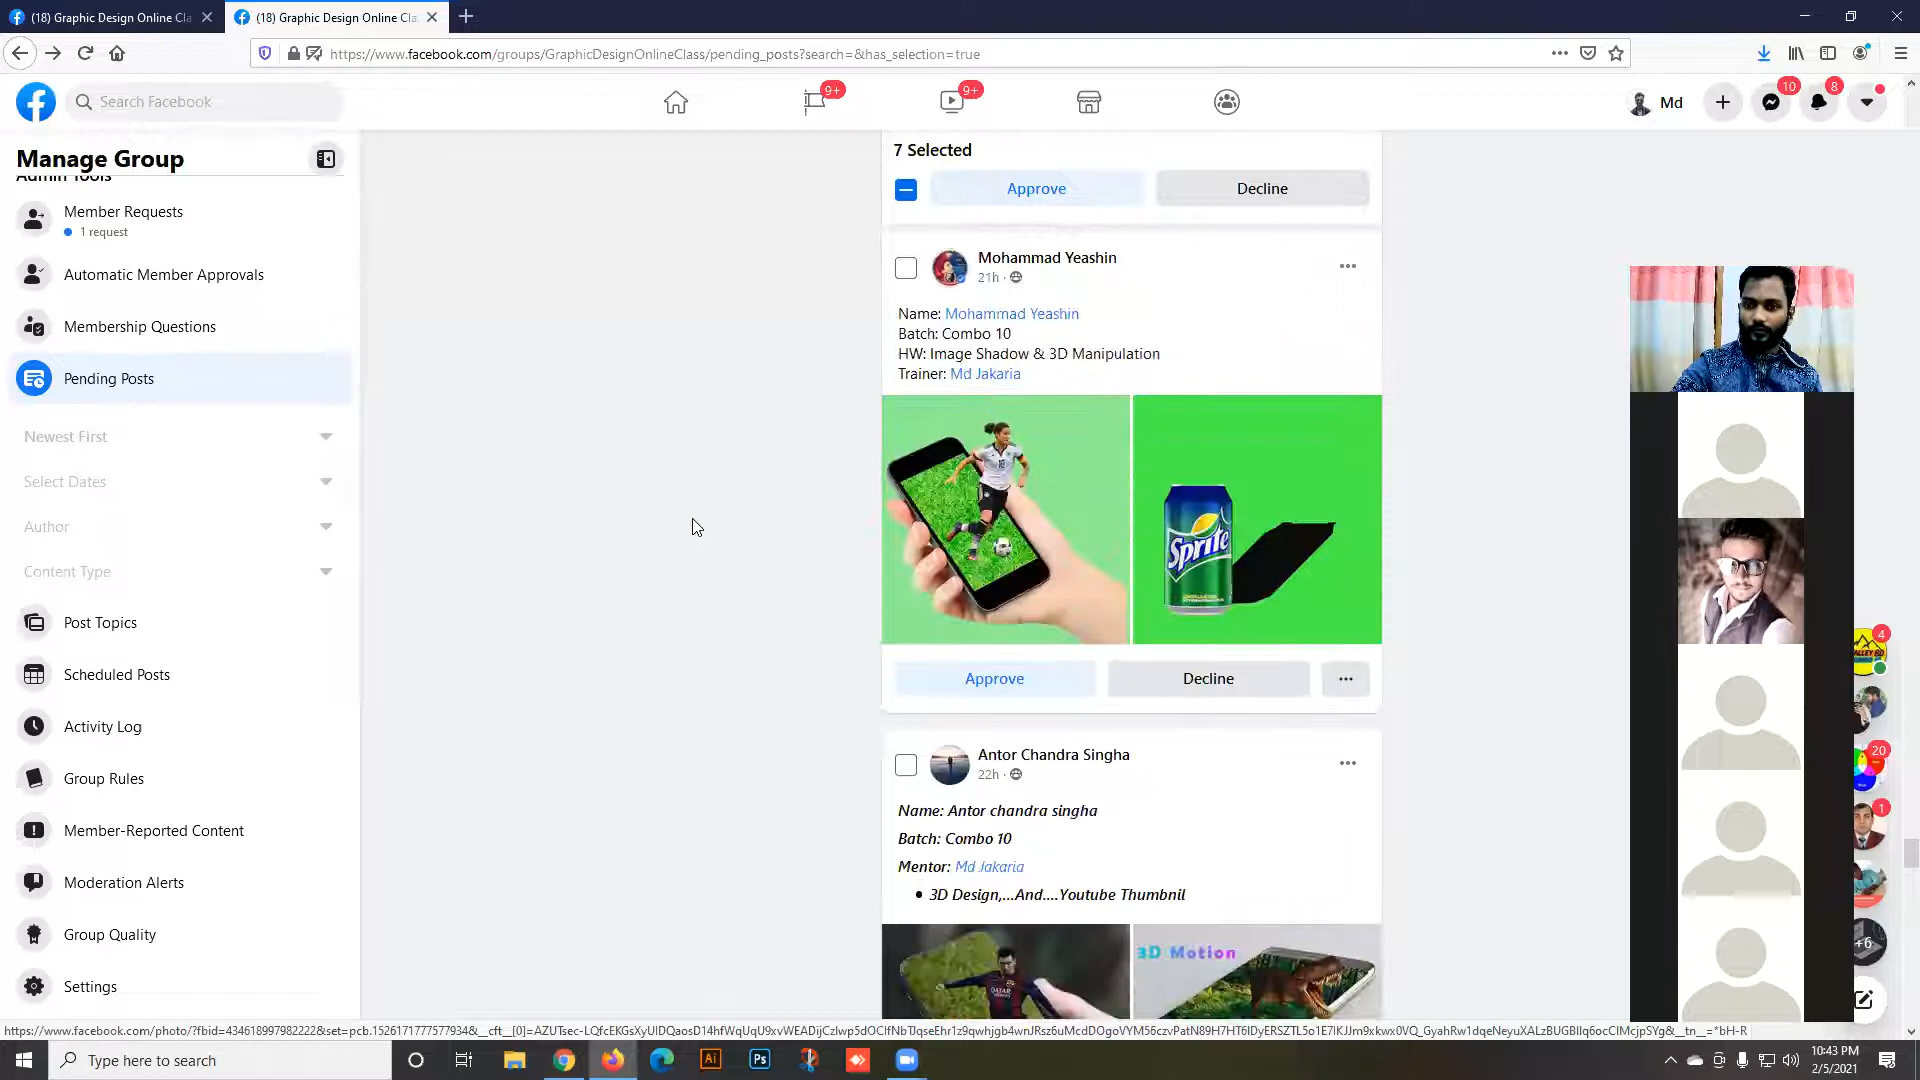 (18) Graphic Design Online Cla
(18) Graphic Design Online Cla
https://www.facebook.com/groups/GraphicDesignOnlineClass/pending_posts?search=&has_selection=true
Search Facebook
9+
9+
Md
10
8
Manage Group
Admin Tools
Member Requests
1 request
Automatic Member Approvals
Membership Questions
Pending Posts
Newest First
Select Dates
Author
Content Type
Post Topics
Scheduled Posts
Activity Log
Group Rules
Member-Reported Content
Moderation Alerts
Group Quality
Settings
7 Selected
Approve
Decline
Mohammad Yeashin
21h ·
Name: Mohammad Yeashin
Batch: Combo 10
HW: Image Shadow & 3D Manipulation
Trainer: Md Jakaria
Sprite
Approve
Decline
Antor Chandra Singha
22h ·
Name: Antor chandra singha
Batch: Combo 10
Mentor: Md Jakaria
• 3D Design,...And....Youtube Thumbnil
3D Motion
4
20
1
+6
Type here to search
Ai
Ps
10:43 PM
2/5/2021